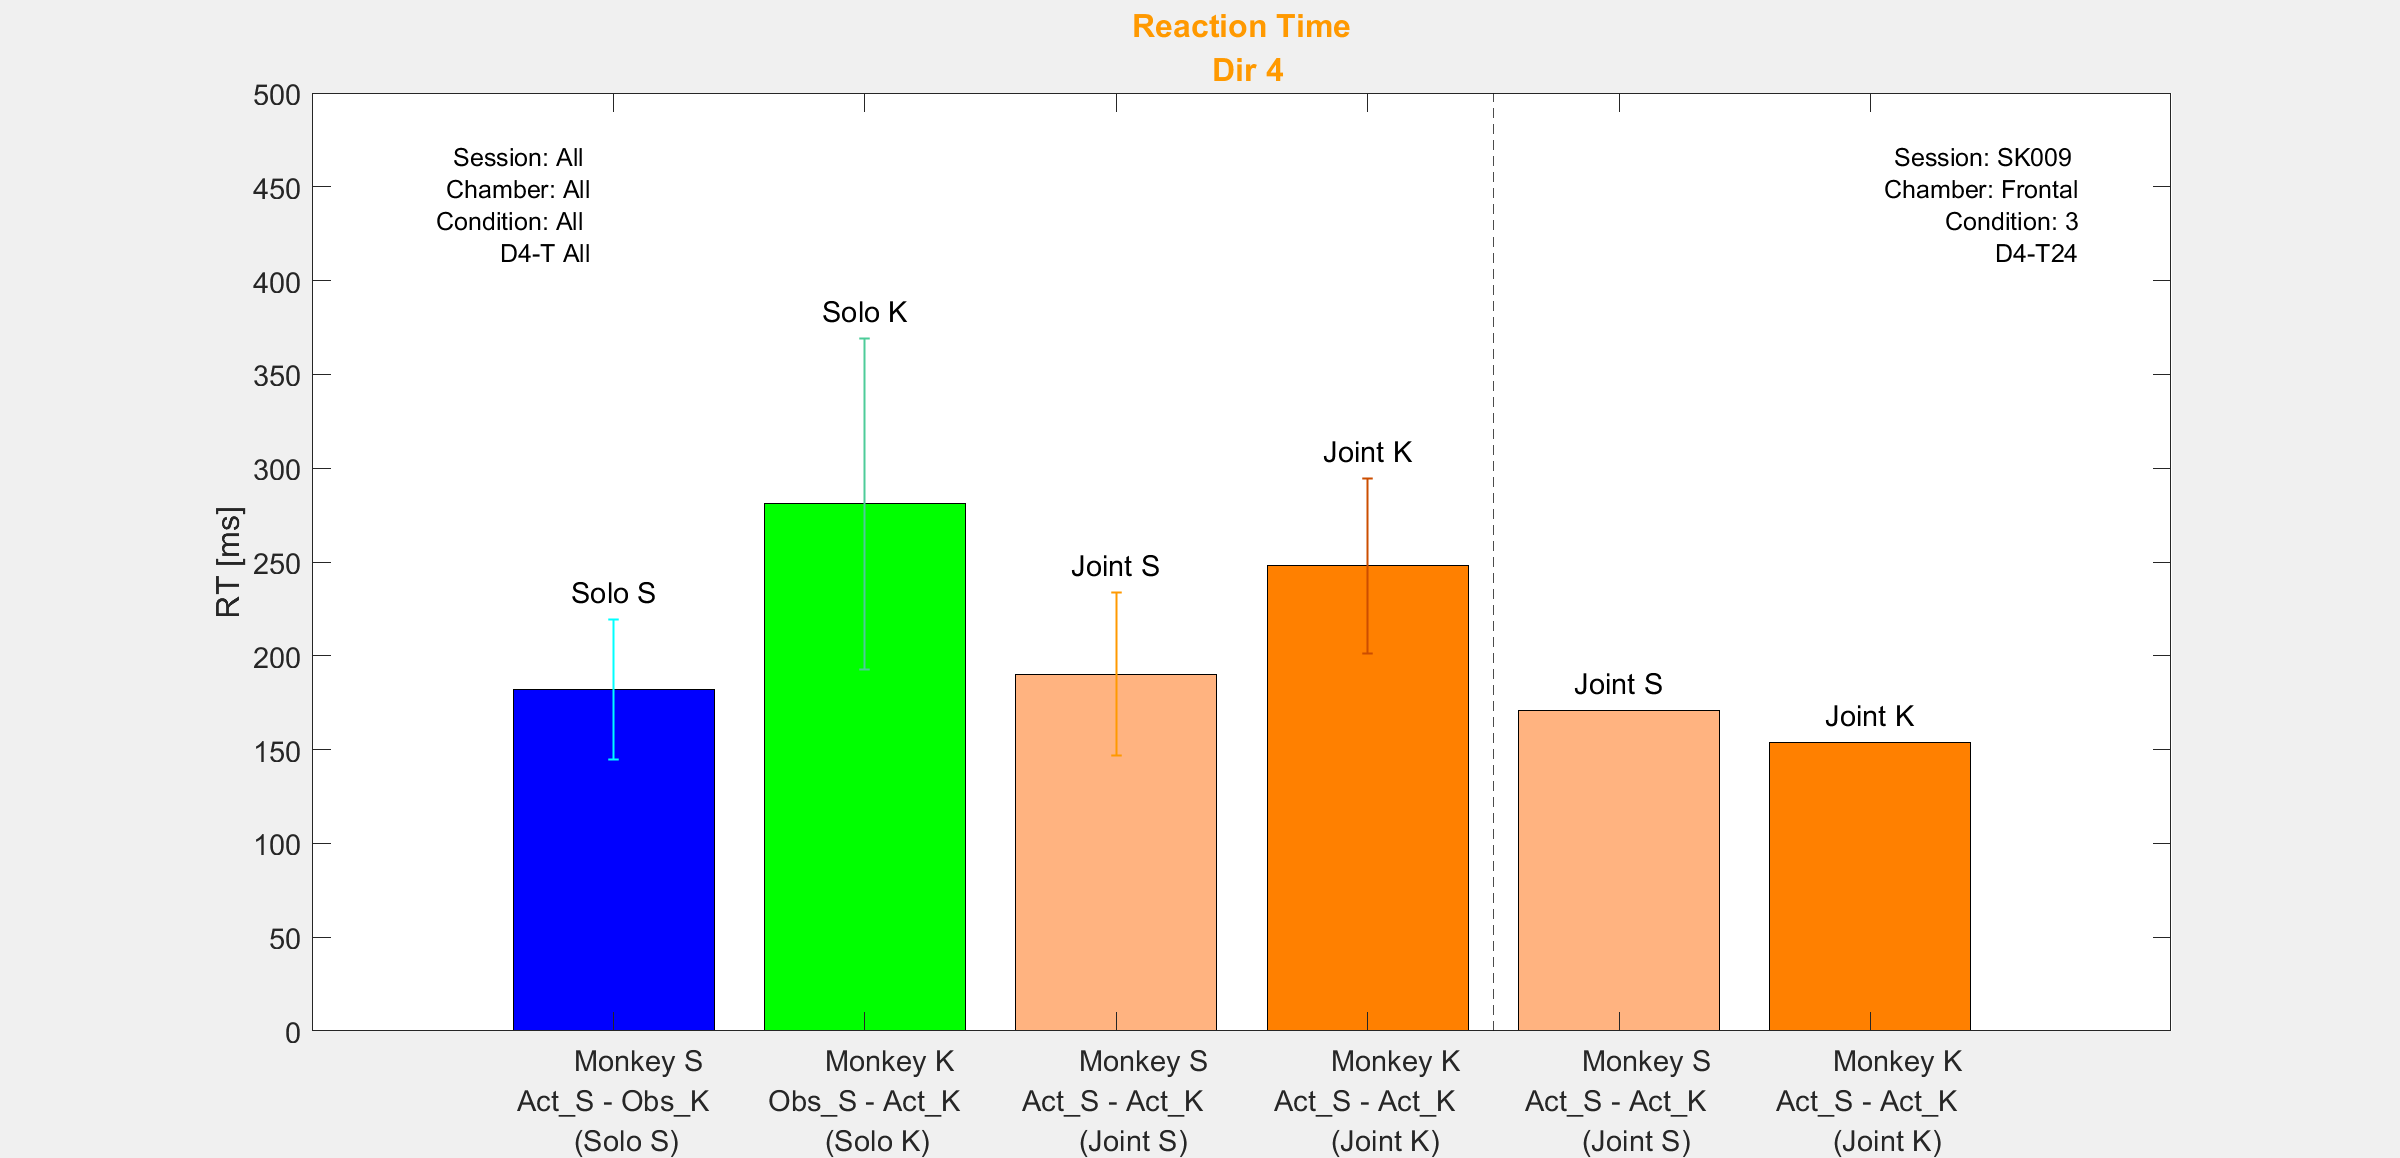 Reaction Time
Dir 4
500
450
400
350
300
250
200
150
100
50
0
RT [ms]
Session: All
Chamber: All
Condition: All
D4-T All
Session: SK009
Chamber: Frontal
Condition: 3
D4-T24
Solo S
Solo K
Joint S
Joint K
Joint S
Joint K
Monkey S
Act_S - Obs_K
(Solo S)
Monkey K
Obs_S - Act_K
(Solo K)
Monkey S
Act_S - Act_K
(Joint S)
Monkey K
Act_S - Act_K
(Joint K)
Monkey S
Act_S - Act_K
(Joint S)
Monkey K
Act_S - Act_K
(Joint K)